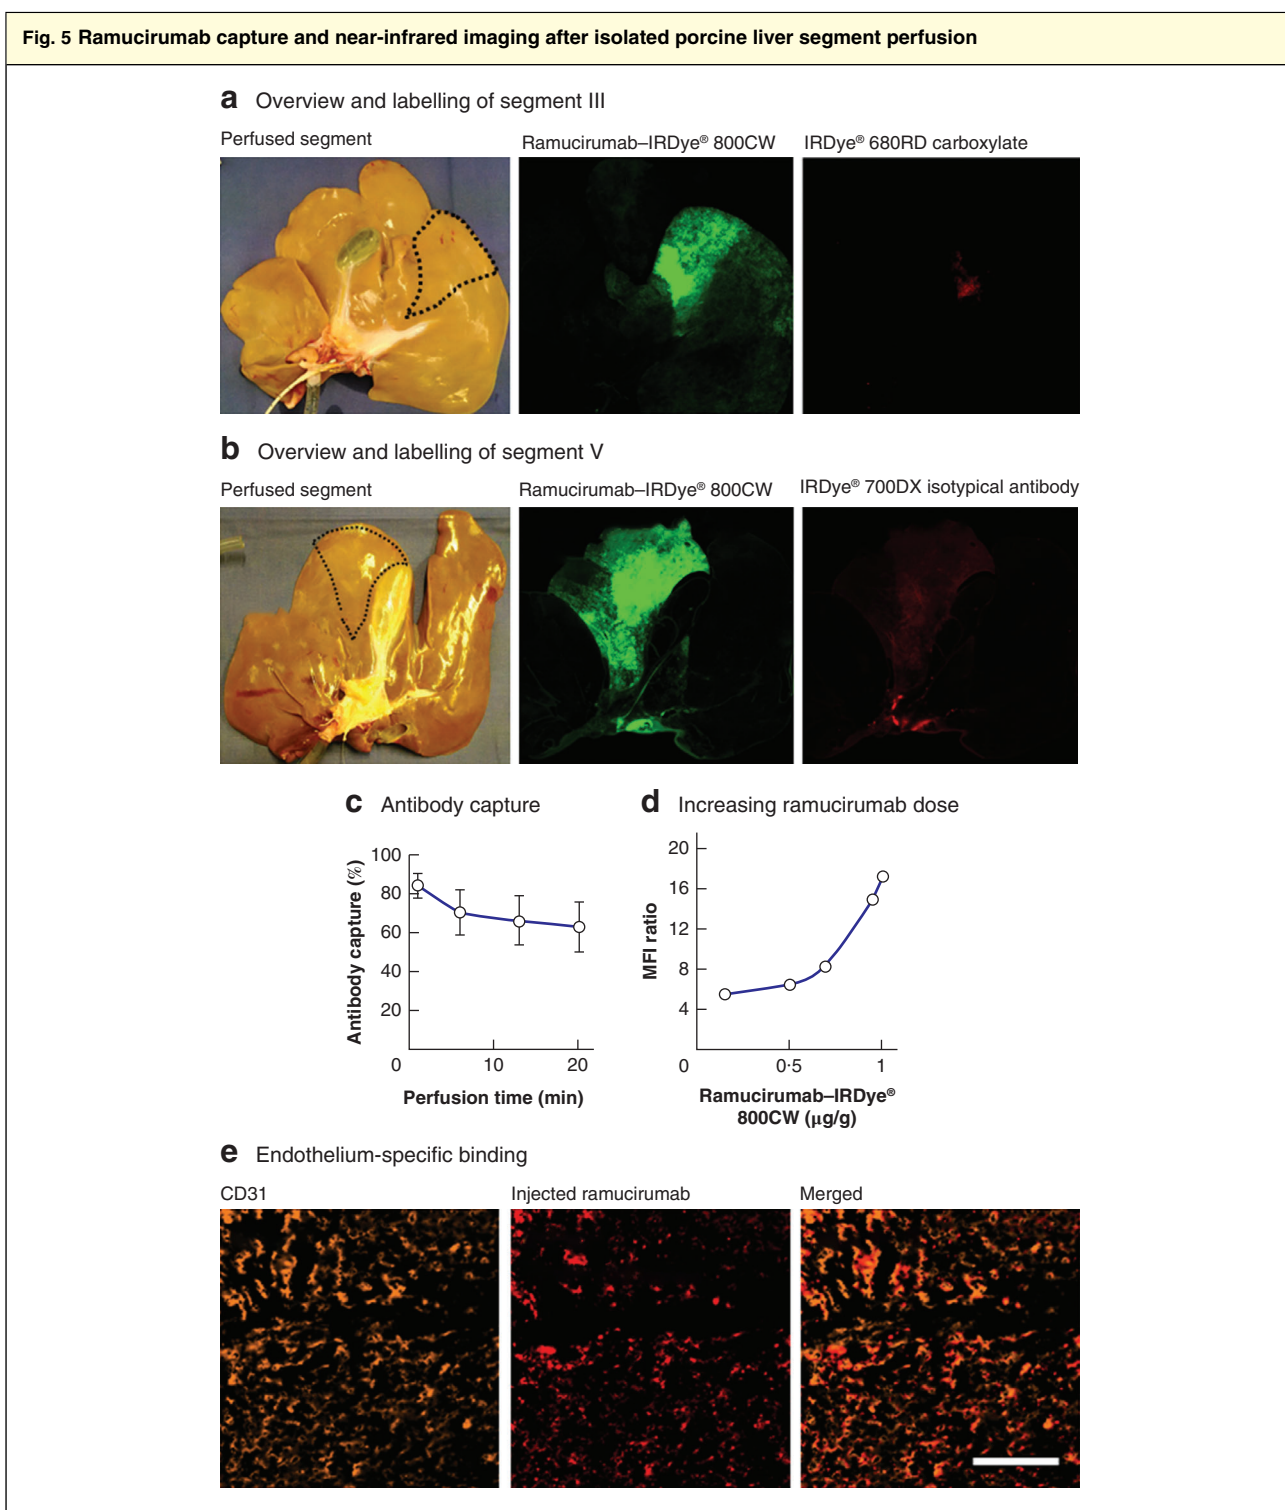 Fig. 5 Ramucirumab capture and near-infrared imaging after isolated porcine liver segment perfusion
a Overview and labelling of segment III
Perfused segment
Ramucirumab–IRDye® 800CW
IRDye® 680RD carboxylate
b Overview and labelling of segment V
Perfused segment
Ramucirumab–IRDye® 800CW
IRDye® 700DX isotypical antibody
c Antibody capture
Antibody capture (%)
100
80
60
40
20
0
10
20
Perfusion time (min)
d Increasing ramucirumab dose
MFI ratio
20
16
12
8
4
0
0·5
1
Ramucirumab–IRDye®
800CW (μg/g)
e Endothelium-specific binding
CD31
Injected ramucirumab
Merged